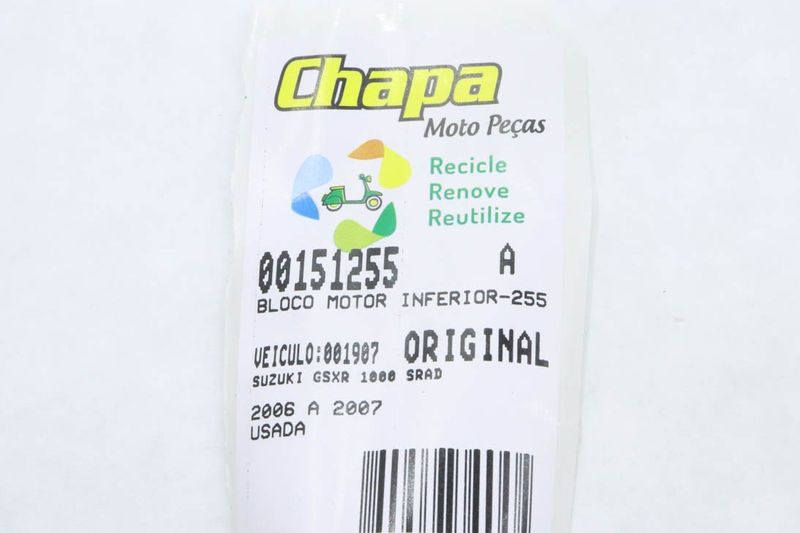 Chapa
Moto Peças
Recicle
Renove
Reutilize
00151255 A
BLOCO MOTOR INFERIOR-255
VEICULO:001907 ORIGINAL
SUZUKI GSXR 1000 SRAD
2006 A 2007
USADA